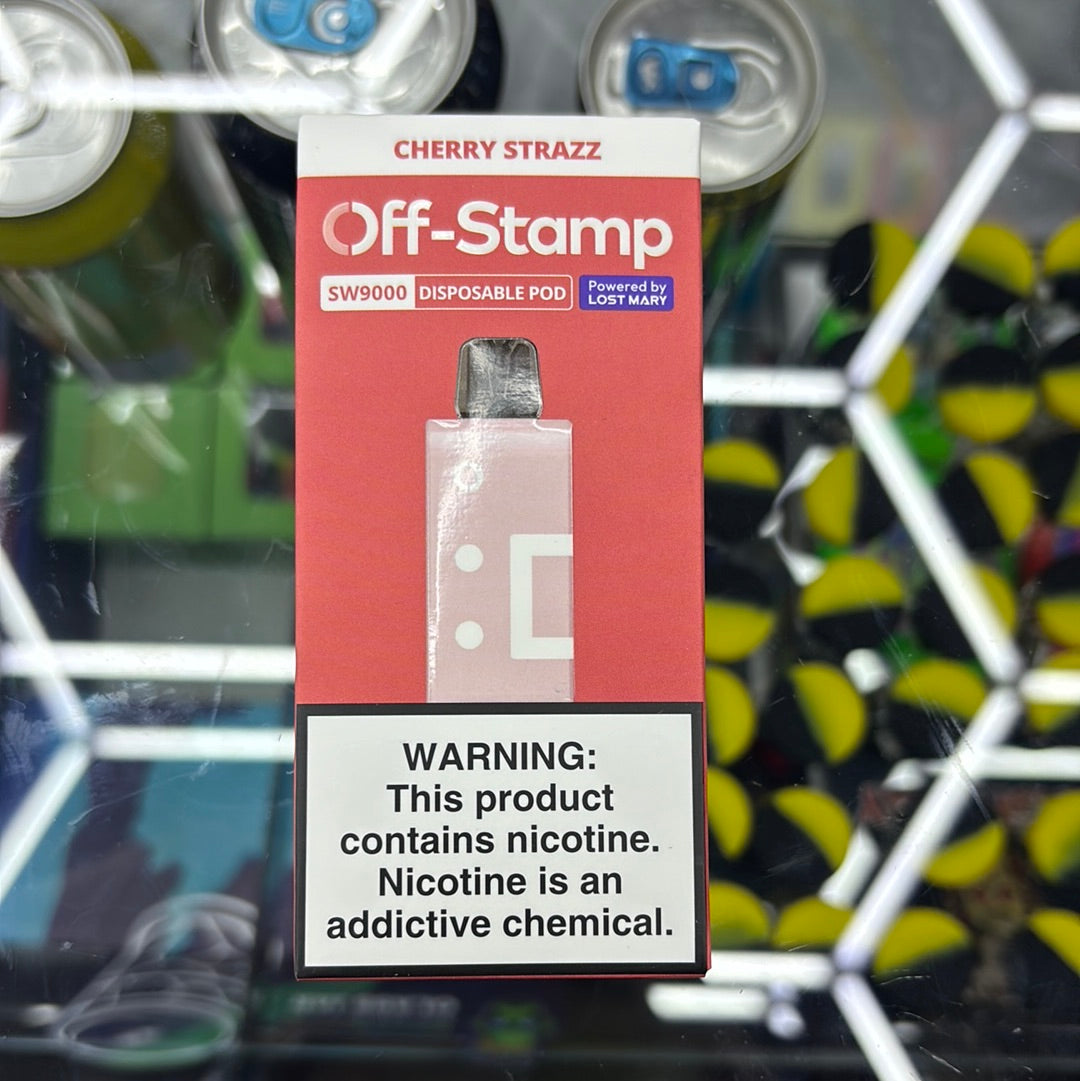 CHERRY STRAZZ
Off-Stamp
SW9000 DISPOSABLE POD Powered by
LOST MARY
WARNING:
This product
contains nicotine.
Nicotine is an
addictive chemical.